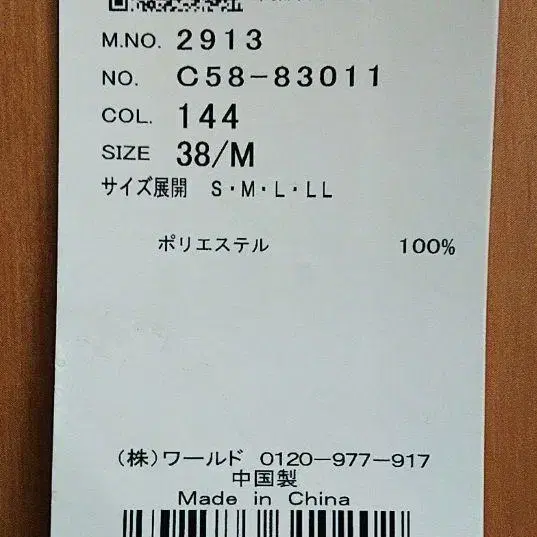 M.NO. 2913
NO. C58-83011
COL. 144
SIZE 38/M
サイズ展開 S・M・L・LL
ポリエステル 100%
(株)ワールド 0120-977-917
中国製
Made in China